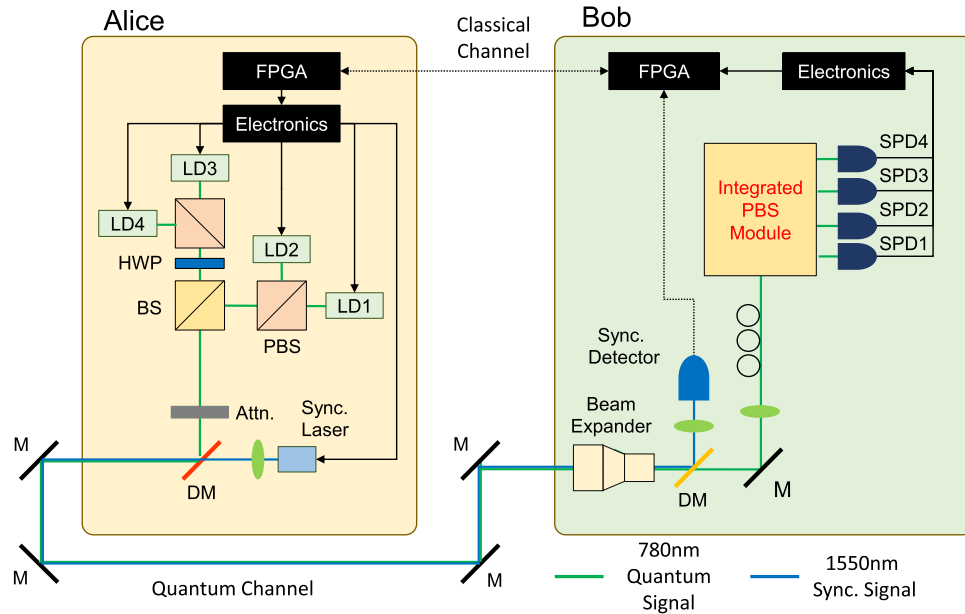 Alice
Bob
Classical
Channel
FPGA
FPGA
Electronics
Electronics
LD3
LD4
LD2
LD1
HWP
BS
PBS
Integrated
PBS
Module
SPD4
SPD3
SPD2
SPD1
Sync.
Detector
Attn.
Sync.
Laser
Beam
Expander
M
DM
M
DM
M
M
M
Quantum Channel
780nm
Quantum
Signal
1550nm
Sync. Signal